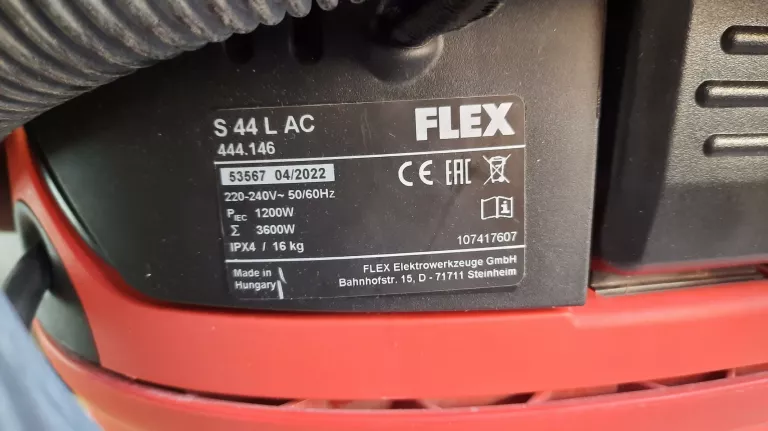 S 44 L AC
FLEX
444.146
53567 04/2022
CE EAC
220-240V~ 50/60Hz
PIEC 1200W
Σ 3600W
IPX4 / 16 kg
107417607
Made in
Hungary
FLEX Elektrowerkzeuge GmbH
Bahnhofstr. 15, D - 71711 Steinheim